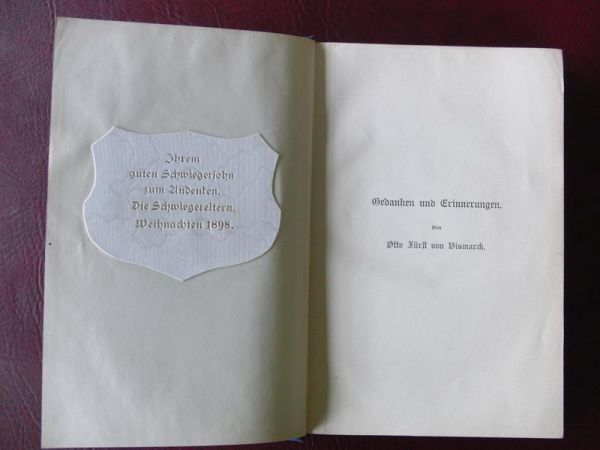 Ihrem
guten Schwiegersohn
zum Andenken.
Die Schwiegereltern.
Weihnachten 1898.
Gedanken und Erinnerungen.
Von
Otto Fürst von Bismarck.